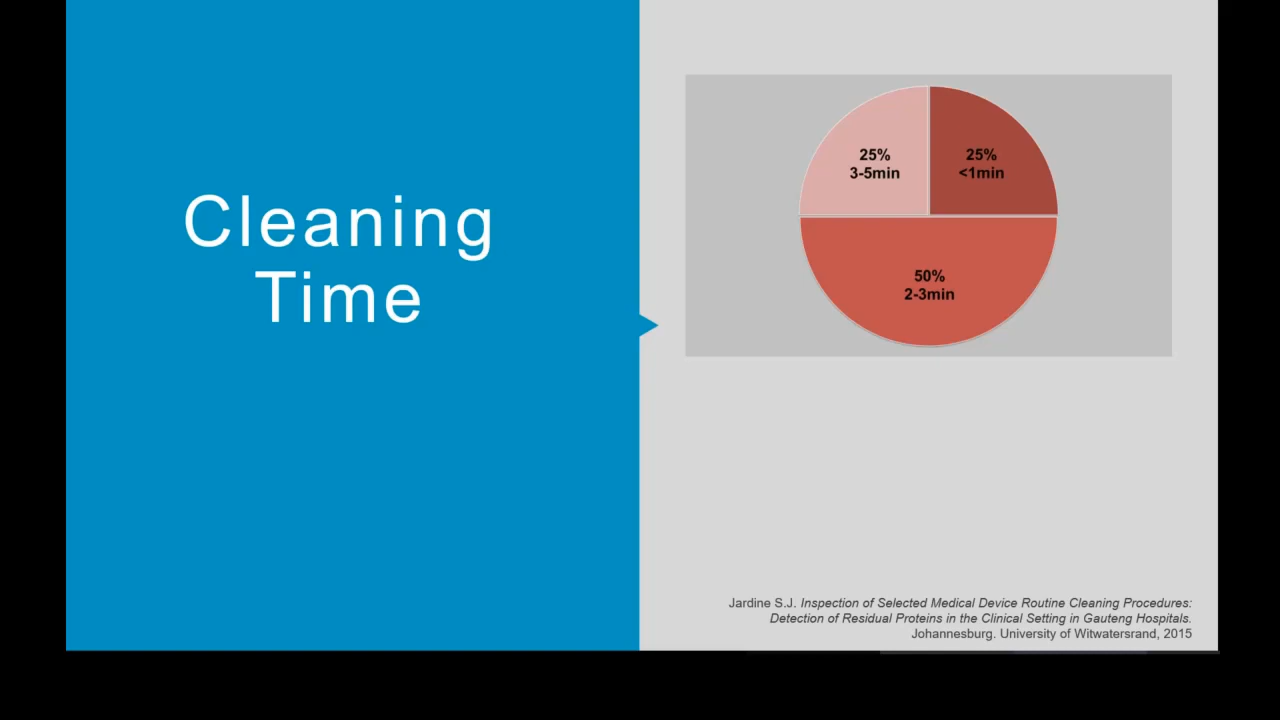 Cleaning
Time
25%
3-5min
25%
<1min
50%
2-3min
Jardine S.J. Inspection of Selected Medical Device Routine Cleaning Procedures:
Detection of Residual Proteins in the Clinical Setting in Gauteng Hospitals.
Johannesburg. University of Witwatersrand, 2015